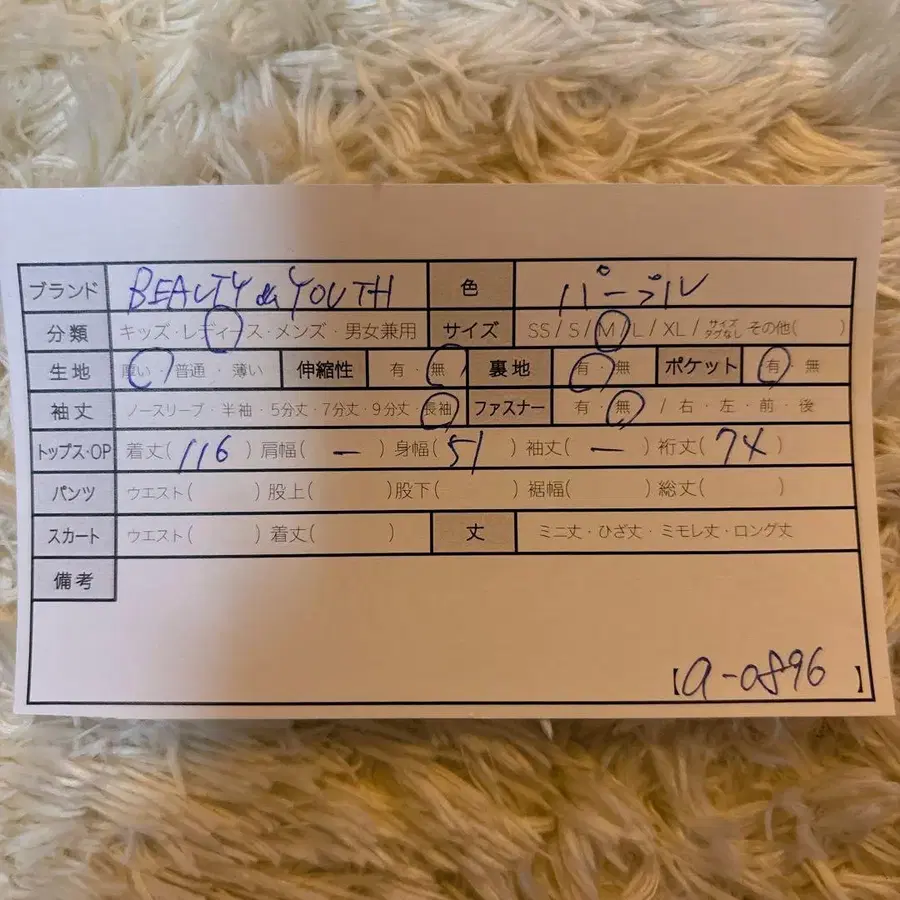 ブランド BEAUTY & YOUTH 色 パープル
分類 キッズ・レディース・メンズ・男女兼用 サイズ SS / S / M / L / XL / サイズタグなし その他( )
生地 厚い・普通・薄い 伸縮性 有・無 裏地 有・無 ポケット 有・無
袖丈 ノースリーブ・半袖・5分丈・7分丈・9分丈・長袖 ファスナー 有・無 / 右・左・前・後
トップス・OP 着丈( 116 ) 肩幅( ー ) 身幅( 51 ) 袖丈( ー ) 裄丈( 74 )
パンツ ウエスト( ) 股上( ) 股下( ) 裾幅( ) 総丈( )
スカート ウエスト( ) 着丈( ) 丈 ミニ丈・ひざ丈・ミモレ丈・ロング丈
備考
【a-0896 】